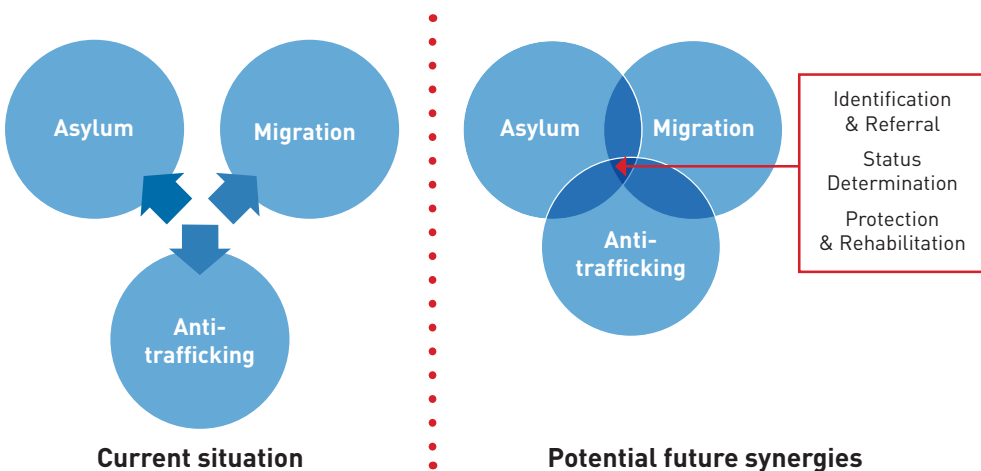 Asylum
Migration
Anti-
trafficking
Current situation
Asylum
Migration
Anti-
trafficking
Identification
& Referral
Status
Determination
Protection
& Rehabilitation
Potential future synergies